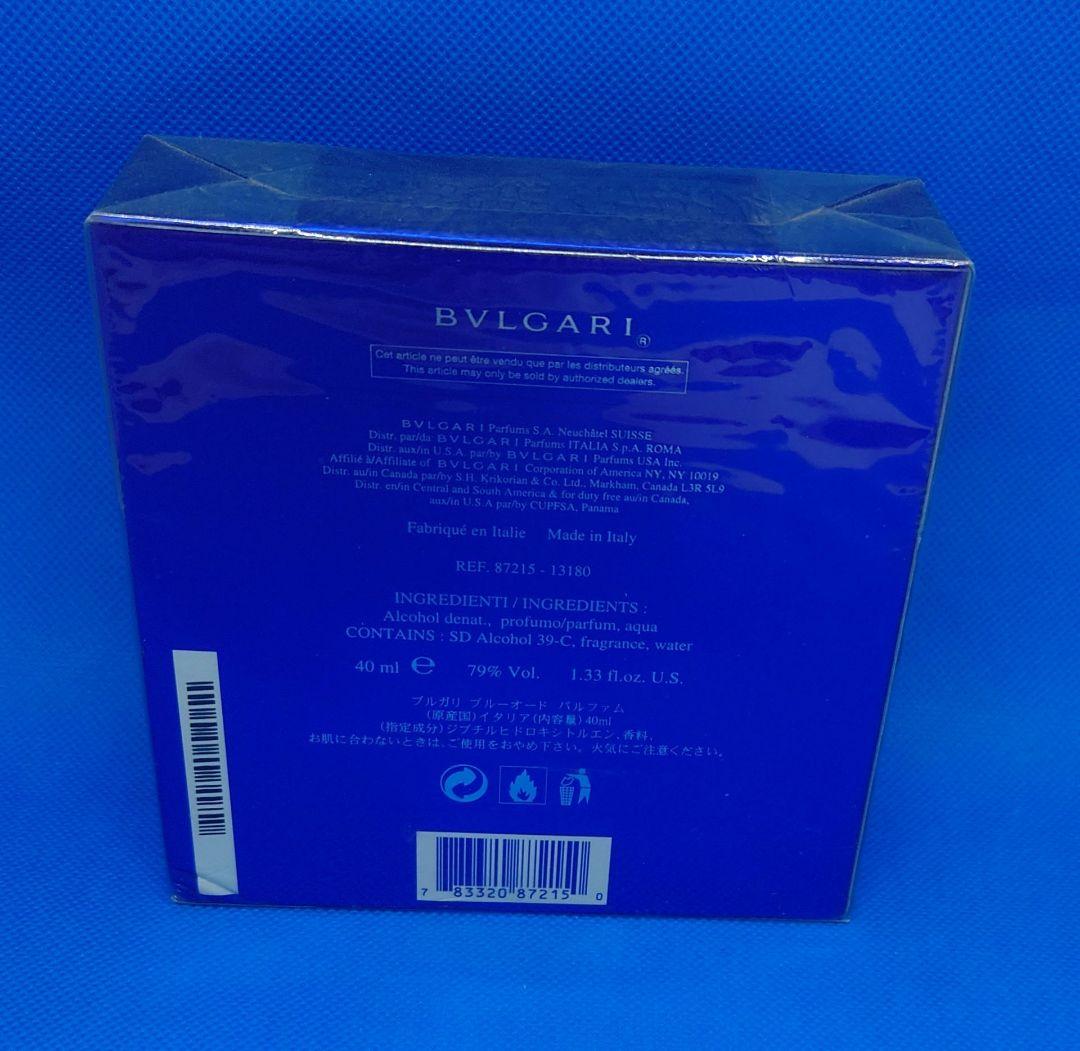 BVLGARI®
Cet article ne peut être vendu que par les distributeurs agréés.
This article may only be sold by authorized dealers.
BVLGARI Parfums S.A. Neuchâtel SUISSE
Distr. par/da BVLGARI Parfums ITALIA S.p.A. ROMA
Distr. aux/in U.S.A. par/by BVLGARI Parfums USA Inc.
Affilié à/Affiliate of BVLGARI Corporation of America NY, NY 10019
Distr. au/in Canada par/by S.H. Krikorian & Co. Ltd., Markham, Canada L3R 5L9
Distr. en/in Central and South America & for duty free au/in Canada,
aux/in U.S.A par/by CUPFSA, Panama
Fabriqué en Italie Made in Italy
REF. 87215 - 13180
INGREDIENTI / INGREDIENTS :
Alcohol denat., profumo/parfum, aqua
CONTAINS : SD Alcohol 39-C, fragrance, water
40 ml ℮ 79% Vol. 1.33 fl.oz. U.S.
ブルガリ ブルーオード パルファム
(原産国)イタリア(内容量)40ml
(指定成分)ジブチルヒドロキシトルエン、香料、
お肌に合わないときは、ご使用をおやめ下さい。火気にご注意ください。
7 83320 87215 0